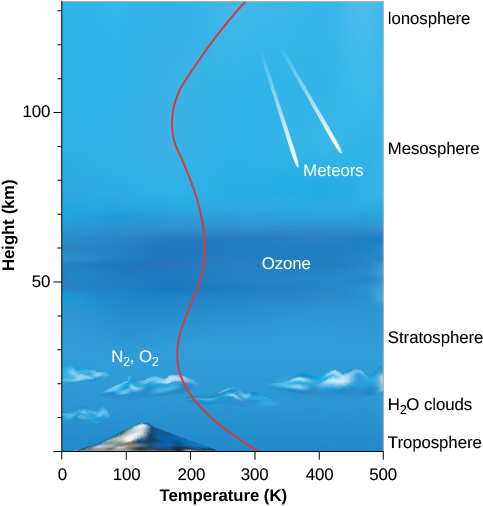 Ionosphere
100
Mesosphere
Meteors
Height (km)
Ozone
50
Stratosphere
N₂, O₂
H₂O clouds
Troposphere
0 100 200 300 400 500
Temperature (K)